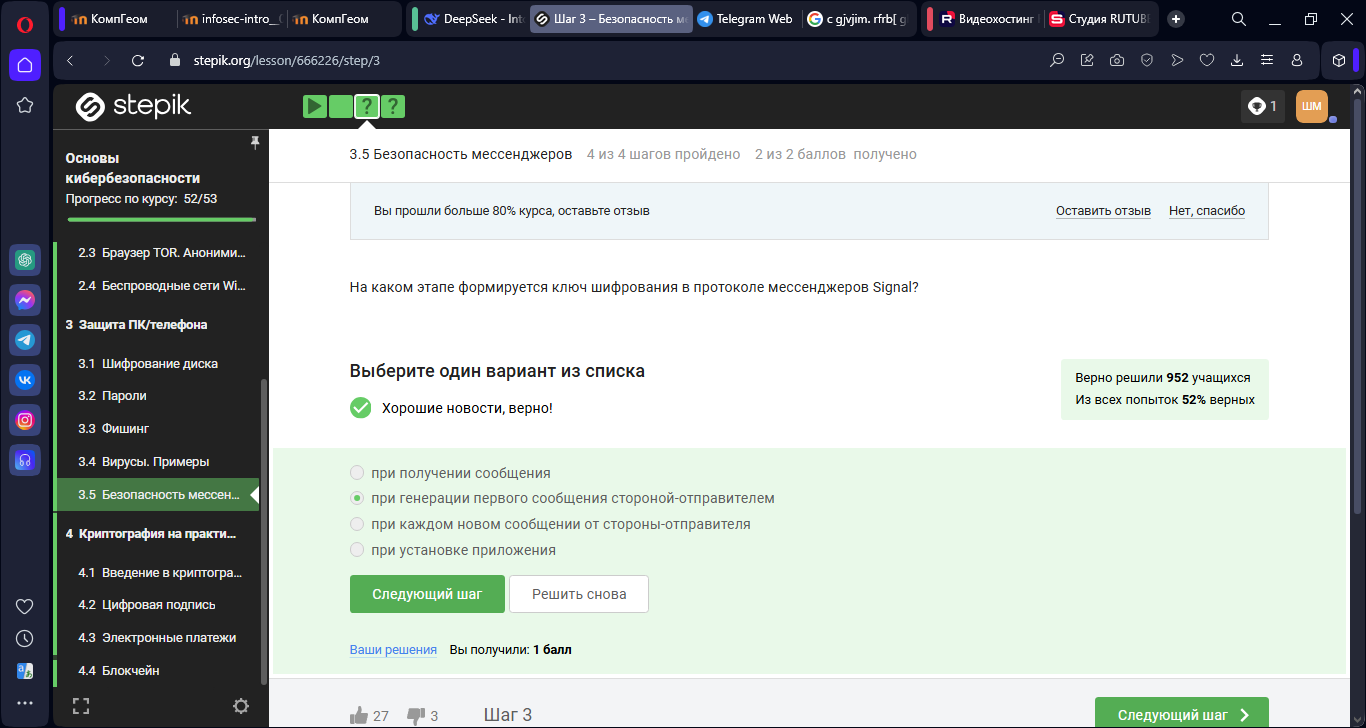 КомпГеом
infosec-intro__
КомпГеом
DeepSeek - Int
Шаг 3 – Безопасность м
Telegram Web
с gjvjim. rfrb[ g
Видеохостинг
Студия RUTUB
stepik.org/lesson/666226/step/3
stepik
1
ШМ
Основы
кибербезопасности
Прогресс по курсу: 52/53
2.3 Браузер TOR. Аноними...
2.4 Беспроводные сети Wi...
3 Защита ПК/телефона
3.1 Шифрование диска
3.2 Пароли
3.3 Фишинг
3.4 Вирусы. Примеры
3.5 Безопасность мессен...
4 Криптография на практи...
4.1 Введение в криптогра...
4.2 Цифровая подпись
4.3 Электронные платежи
4.4 Блокчейн
3.5 Безопасность мессенджеров 4 из 4 шагов пройдено 2 из 2 баллов получено
Вы прошли больше 80% курса, оставьте отзыв
Оставить отзыв Нет, спасибо
На каком этапе формируется ключ шифрования в протоколе мессенджеров Signal?
Выберите один вариант из списка
Хорошие новости, верно!
Верно решили 952 учащихся
Из всех попыток 52% верных
при получении сообщения
при генерации первого сообщения стороной-отправителем
при каждом новом сообщении от стороны-отправителя
при установке приложения
Следующий шаг Решить снова
Ваши решения Вы получили: 1 балл
27 3 Шаг 3
Следующий шаг